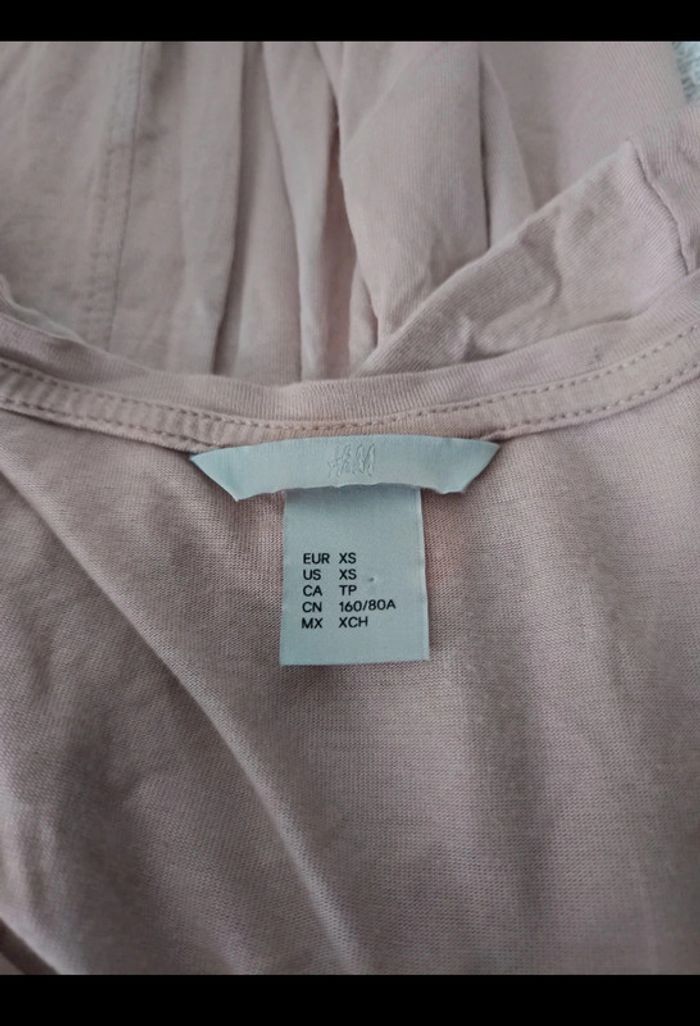 H&M
EUR XS
US XS
CA TP
CN 160/80A
MX XCH